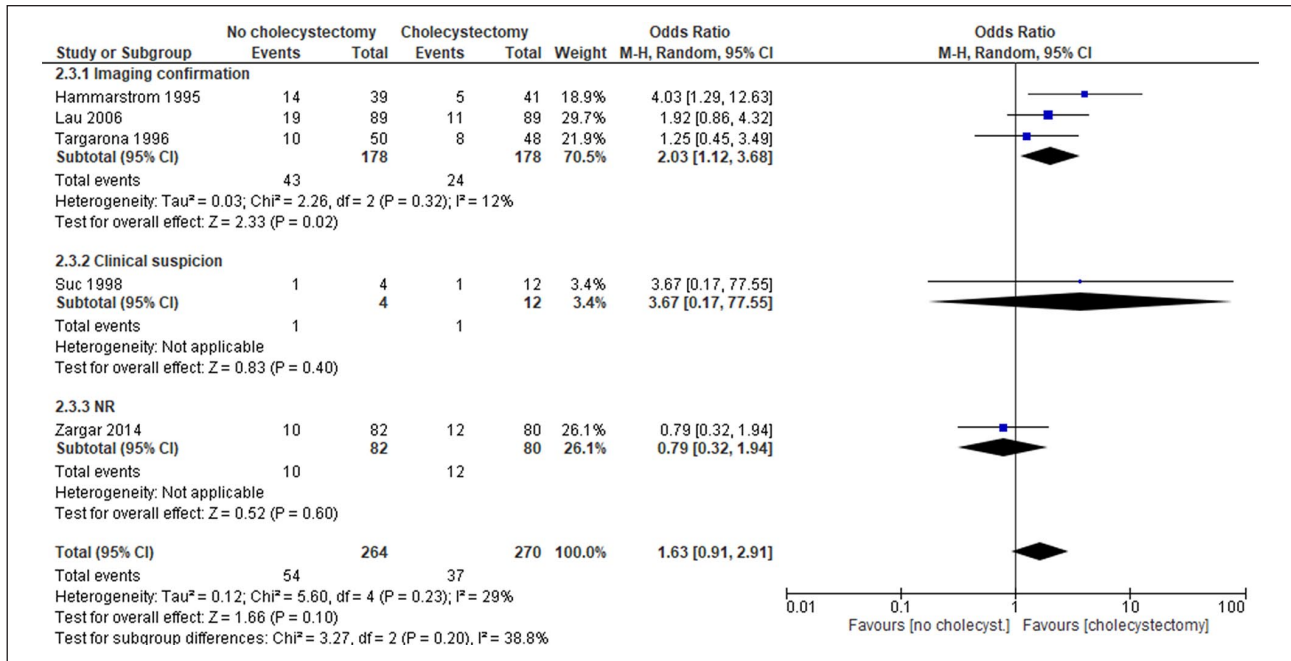 No cholecystectomy Cholecystectomy Odds Ratio Odds Ratio
Study or Subgroup Events Total Events Total Weight M-H, Random, 95% CI M-H, Random, 95% CI
2.3.1 Imaging confirmation
Hammarstrom 1995 14 39 5 41 18.9% 4.03 [1.29, 12.63]
Lau 2006 19 89 11 89 29.7% 1.92 [0.86, 4.32]
Targarona 1996 10 50 8 48 21.9% 1.25 [0.45, 3.49]
Subtotal (95% CI) 178 178 70.5% 2.03 [1.12, 3.68]
Total events 43 24
Heterogeneity: Tau² = 0.03; Chi² = 2.26, df = 2 (P = 0.32); I² = 12%
Test for overall effect: Z = 2.33 (P = 0.02)
2.3.2 Clinical suspicion
Suc 1998 1 4 1 12 3.4% 3.67 [0.17, 77.55]
Subtotal (95% CI) 4 12 3.4% 3.67 [0.17, 77.55]
Total events 1 1
Heterogeneity: Not applicable
Test for overall effect: Z = 0.83 (P = 0.40)
2.3.3 NR
Zargar 2014 10 82 12 80 26.1% 0.79 [0.32, 1.94]
Subtotal (95% CI) 82 80 26.1% 0.79 [0.32, 1.94]
Total events 10 12
Heterogeneity: Not applicable
Test for overall effect: Z = 0.52 (P = 0.60)
Total (95% CI) 264 270 100.0% 1.63 [0.91, 2.91]
Total events 54 37
Heterogeneity: Tau² = 0.12; Chi² = 5.60, df = 4 (P = 0.23); I² = 29%
Test for overall effect: Z = 1.66 (P = 0.10)
Test for subgroup differences: Chi² = 3.27, df = 2 (P = 0.20), I² = 38.8%
0.01 0.1 1 10 100
Favours [no cholecyst.] Favours [cholecystectomy]